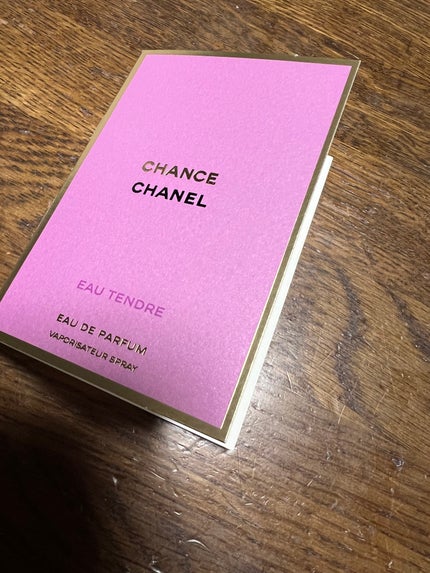 CHANCE
CHANEL
EAU TENDRE
EAU DE PARFUM
VAPORISATEUR SPRAY